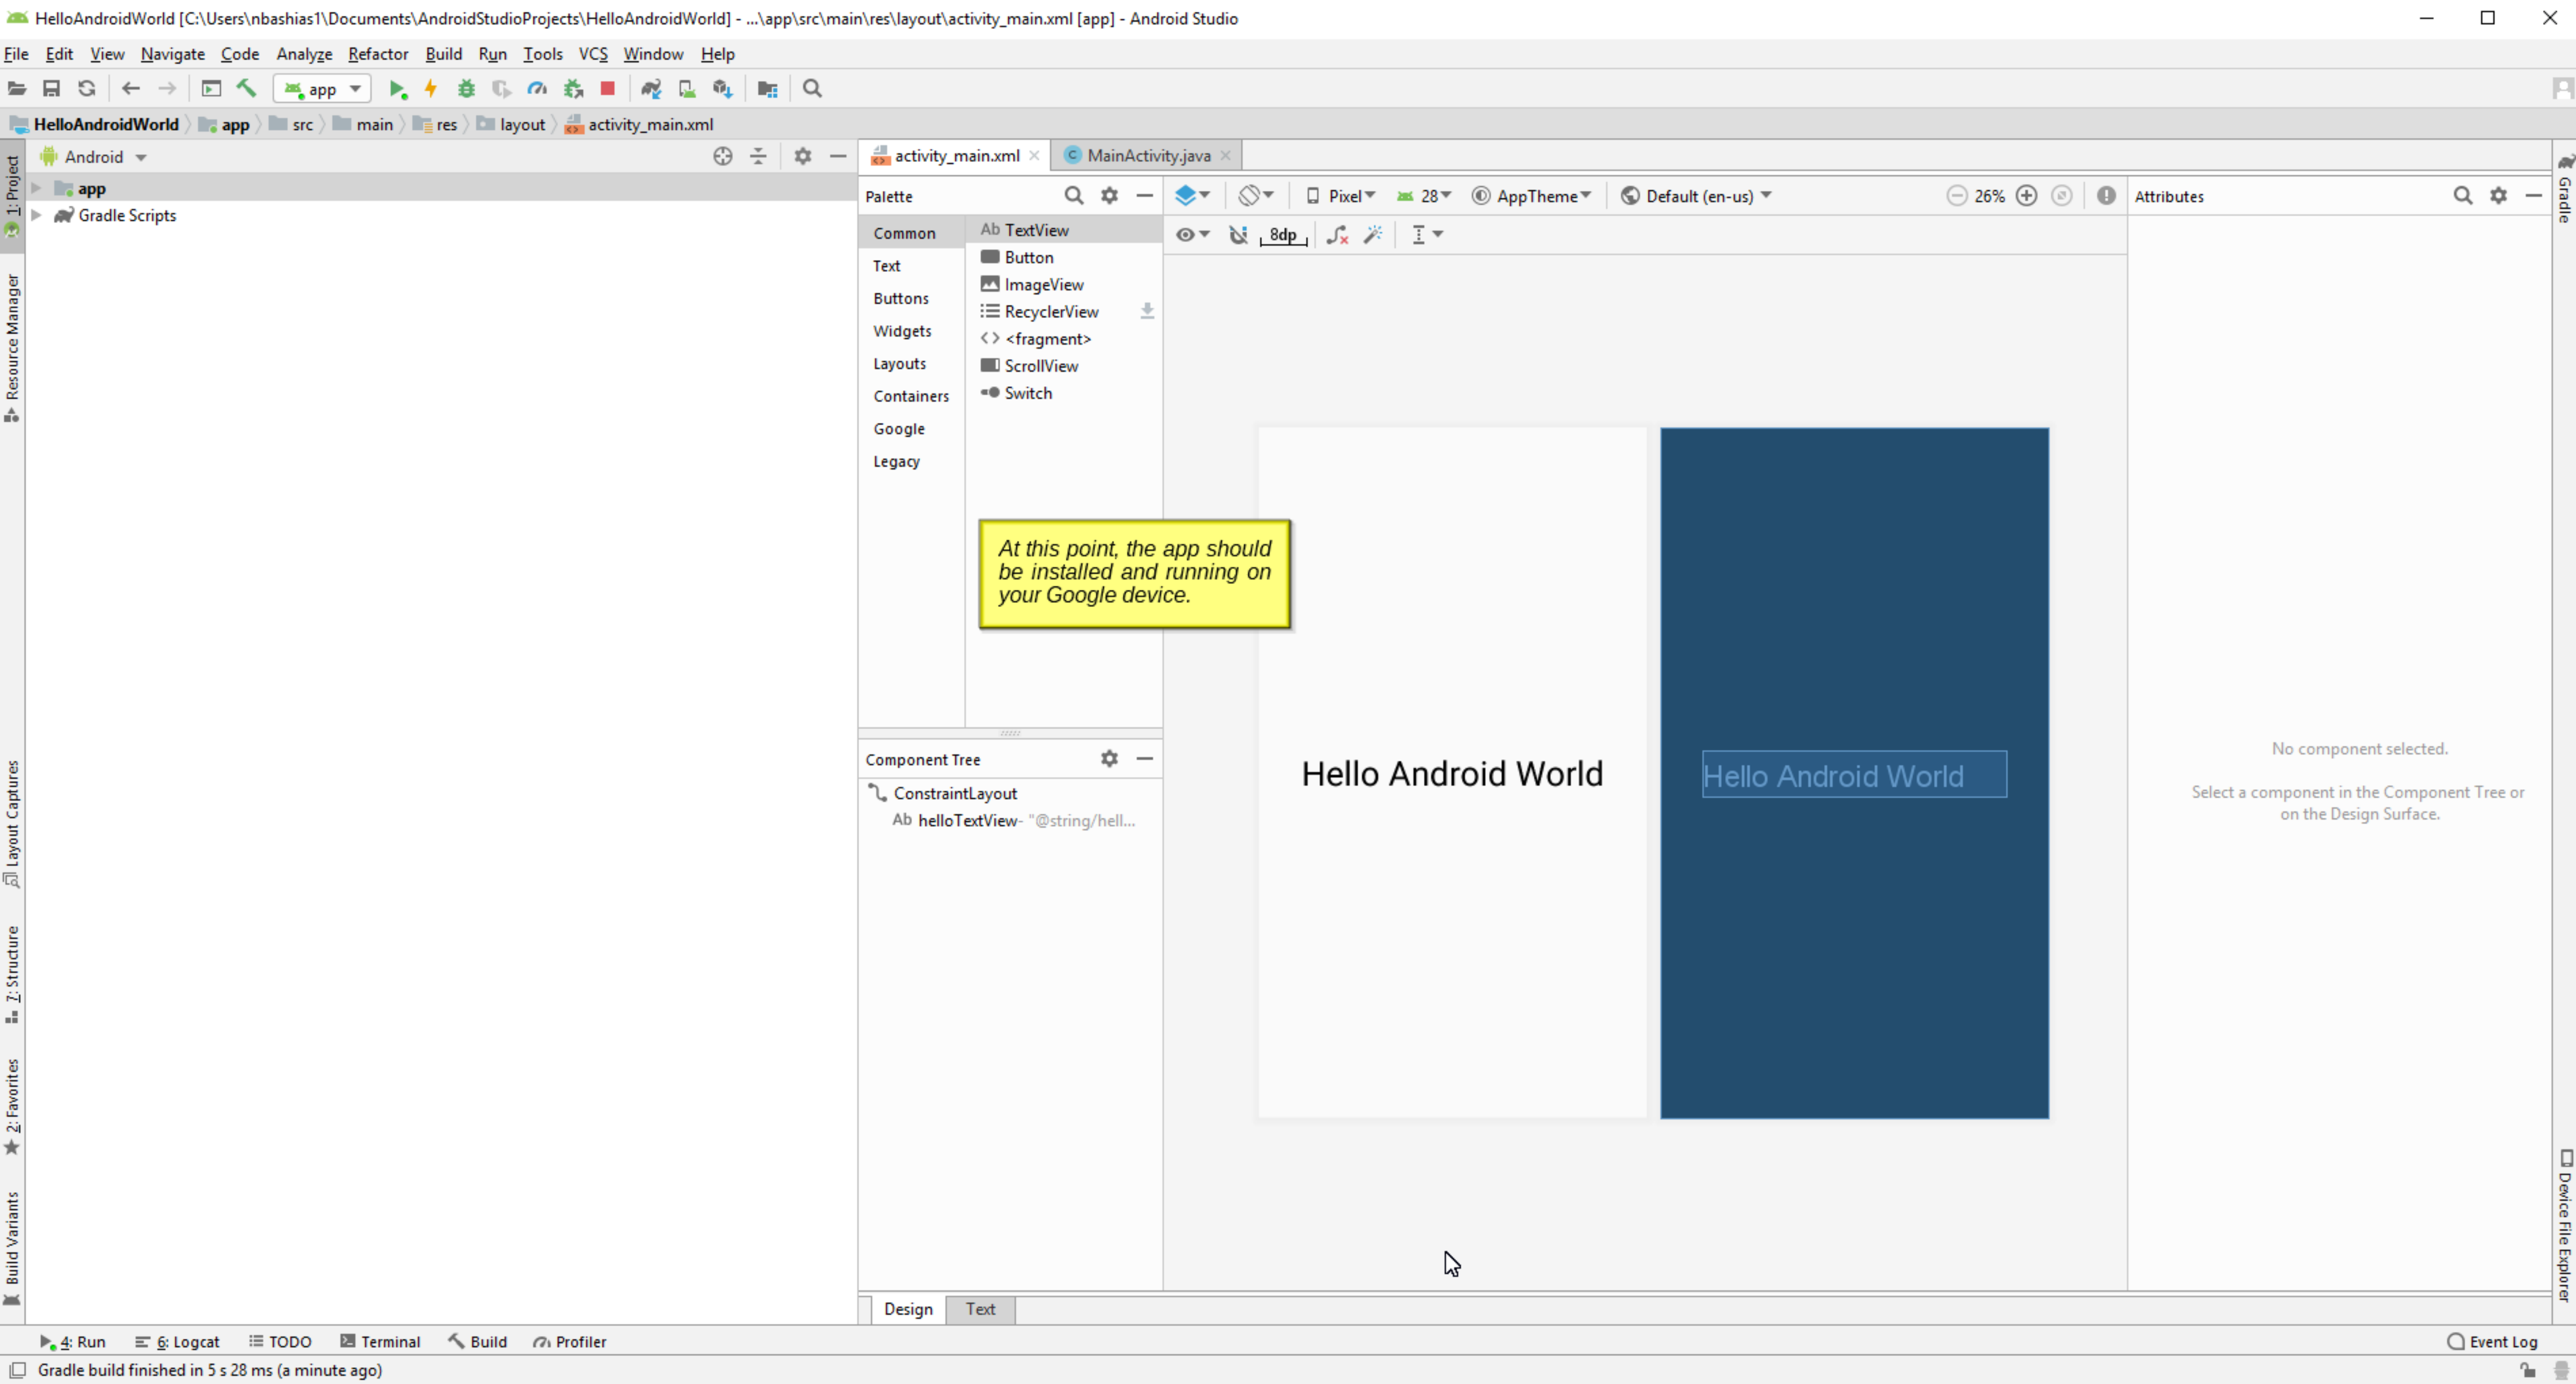 HelloAndroidWorld [C:\Users\nbashias1\Documents\AndroidStudioProjects\HelloAndroidWorld] - ...\app\src\main\res\layout\activity_main.xml [app] - Android Studio
File Edit View Navigate Code Analyze Refactor Build Run Tools VCS Window Help
app
HelloAndroidWorld app src main res layout activity_main.xml
1: Project
Resource Manager
Layout Captures
7: Structure
2: Favorites
Build Variants
Android
app
Gradle Scripts
activity_main.xml MainActivity.java
Palette
Common
Text
Buttons
Widgets
Layouts
Containers
Google
Legacy
Ab TextView
Button
ImageView
RecyclerView
<fragment>
ScrollView
Switch
Pixel 28 AppTheme Default (en-us) 26%
8dp
At this point, the app should
be installed and running on
your Google device.
Component Tree
ConstraintLayout
Ab helloTextView- "@string/hell...
Hello Android World
Hello Android World
Attributes
No component selected.
Select a component in the Component Tree or
on the Design Surface.
Gradle
Device File Explorer
Design Text
4: Run 6: Logcat TODO Terminal Build Profiler Event Log
Gradle build finished in 5 s 28 ms (a minute ago)